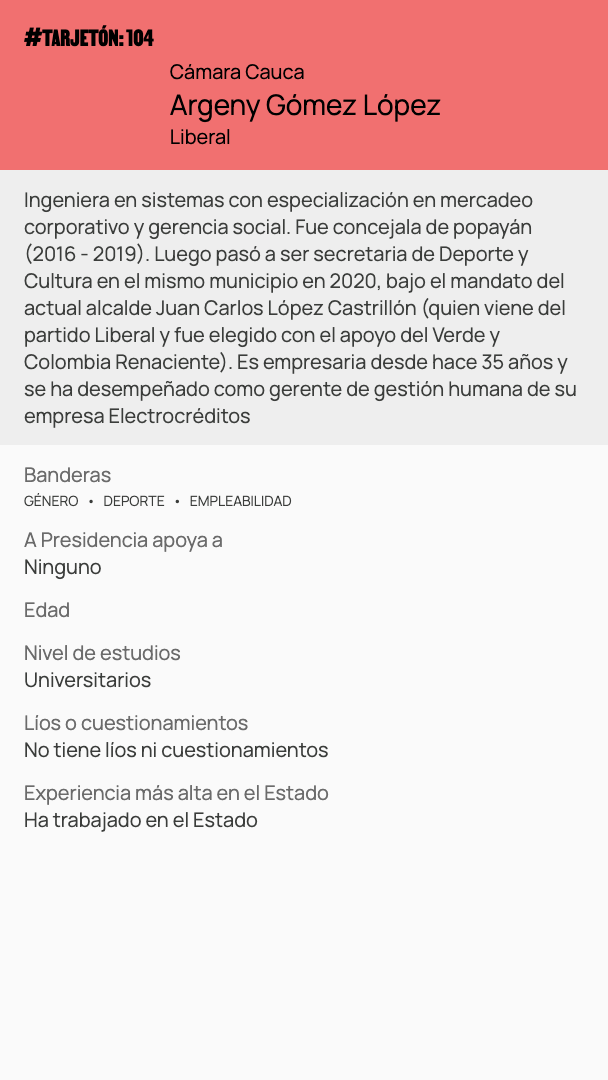 #TARJETÓN: 104
Cámara Cauca
Argeny Gómez López
Liberal
Ingeniera en sistemas con especialización en mercadeo
corporativo y gerencia social. Fue concejala de popayán
(2016 - 2019). Luego pasó a ser secretaria de Deporte y
Cultura en el mismo municipio en 2020, bajo el mandato del
actual alcalde Juan Carlos López Castrillón (quien viene del
partido Liberal y fue elegido con el apoyo del Verde y
Colombia Renaciente). Es empresaria desde hace 35 años y
se ha desempeñado como gerente de gestión humana de su
empresa Electrocréditos
Banderas
GÉNERO • DEPORTE • EMPLEABILIDAD
A Presidencia apoya a
Ninguno
Edad
Nivel de estudios
Universitarios
Líos o cuestionamientos
No tiene líos ni cuestionamientos
Experiencia más alta en el Estado
Ha trabajado en el Estado